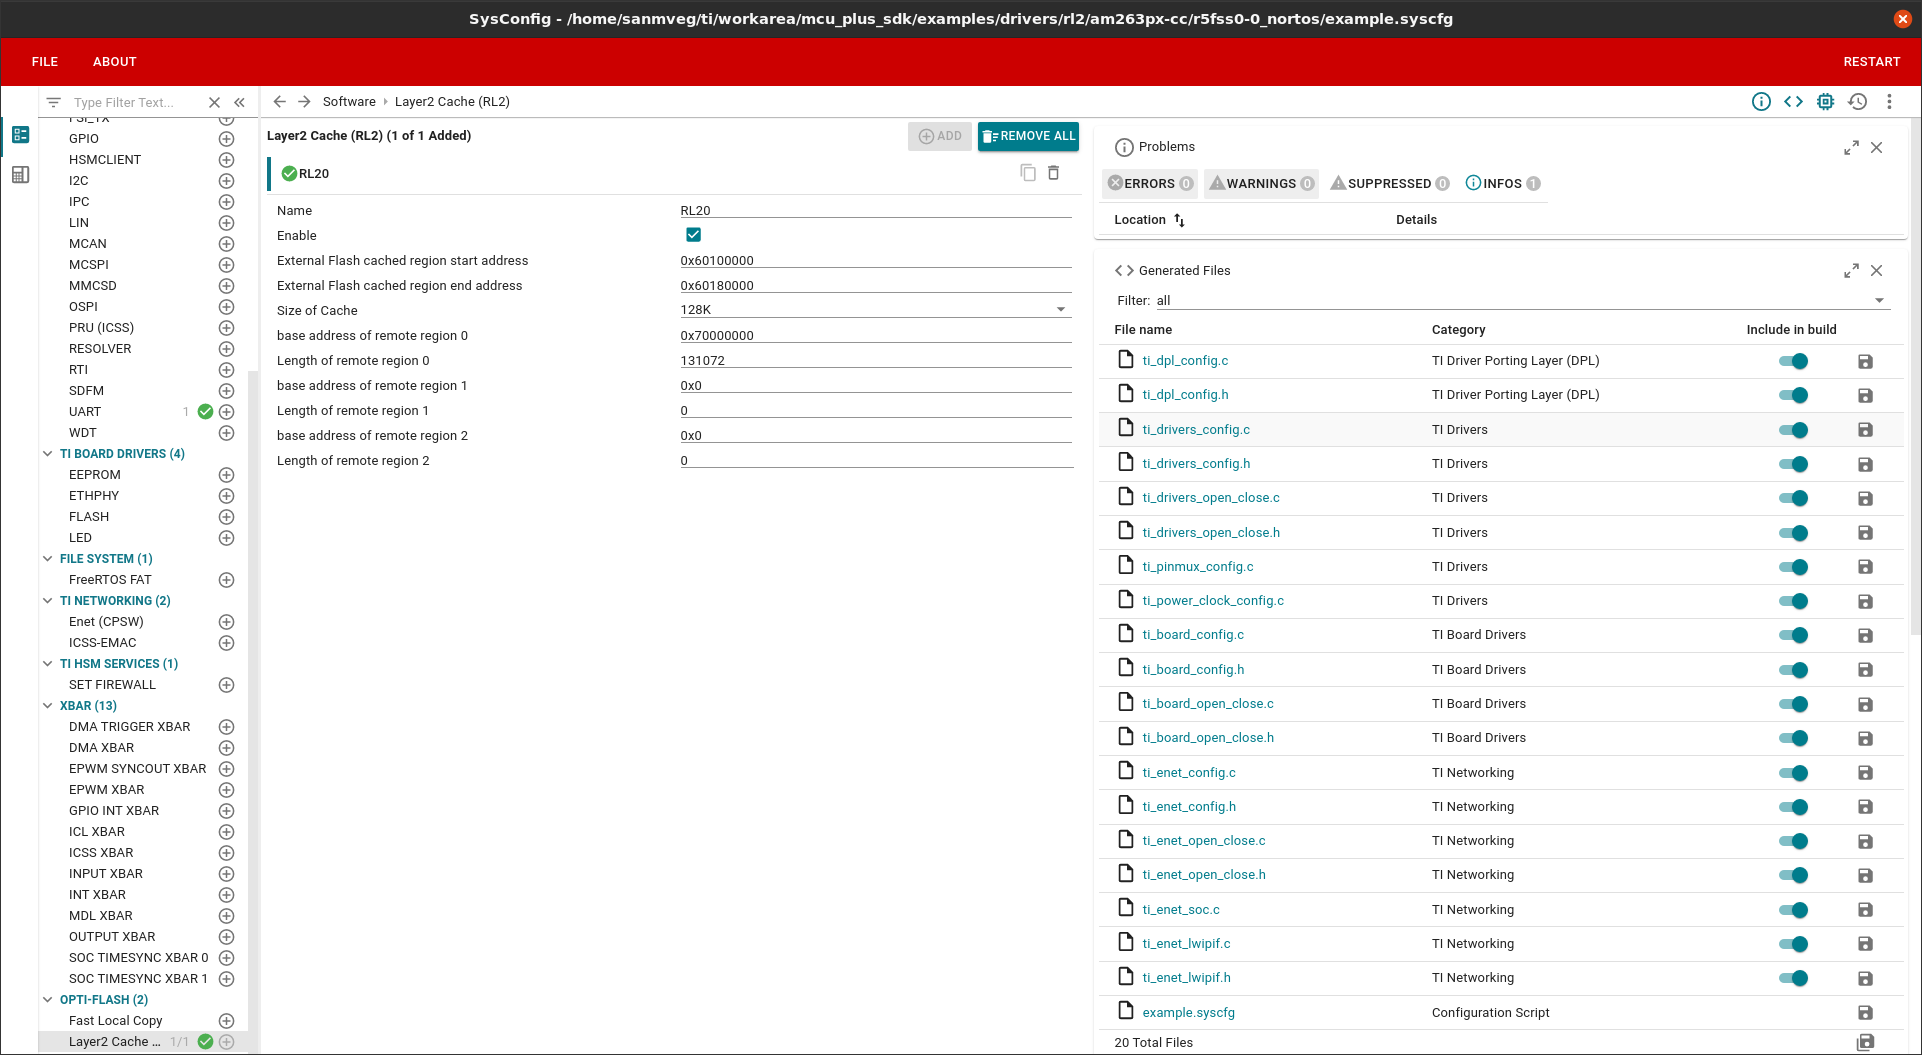 SysConfig - /home/sanmveg/ti/workarea/mcu_plus_sdk/examples/drivers/rl2/am263px-cc/r5fss0-0_nortos/example.syscfg
FILE ABOUT RESTART
Type Filter Text...
FSI_TX
GPIO
HSMCLIENT
I2C
IPC
LIN
MCAN
MCSPI
MMCSD
OSPI
PRU (ICSS)
RESOLVER
RTI
SDFM
UART 1
WDT
TI BOARD DRIVERS (4)
EEPROM
ETHPHY
FLASH
LED
FILE SYSTEM (1)
FreeRTOS FAT
TI NETWORKING (2)
Enet (CPSW)
ICSS-EMAC
TI HSM SERVICES (1)
SET FIREWALL
XBAR (13)
DMA TRIGGER XBAR
DMA XBAR
EPWM SYNCOUT XBAR
EPWM XBAR
GPIO INT XBAR
ICL XBAR
ICSS XBAR
INPUT XBAR
INT XBAR
MDL XBAR
OUTPUT XBAR
SOC TIMESYNC XBAR 0
SOC TIMESYNC XBAR 1
OPTI-FLASH (2)
Fast Local Copy
Layer2 Cache ... 1/1
Software › Layer2 Cache (RL2)
Layer2 Cache (RL2) (1 of 1 Added) ADD REMOVE ALL
RL20
Name RL20
Enable
External Flash cached region start address 0x60100000
External Flash cached region end address 0x60180000
Size of Cache 128K
base address of remote region 0 0x70000000
Length of remote region 0 131072
base address of remote region 1 0x0
Length of remote region 1 0
base address of remote region 2 0x0
Length of remote region 2 0
Problems
ERRORS 0 WARNINGS 0 SUPPRESSED 0 INFOS 1
Location Details
Generated Files
Filter: all
File name Category Include in build
ti_dpl_config.c TI Driver Porting Layer (DPL)
ti_dpl_config.h TI Driver Porting Layer (DPL)
ti_drivers_config.c TI Drivers
ti_drivers_config.h TI Drivers
ti_drivers_open_close.c TI Drivers
ti_drivers_open_close.h TI Drivers
ti_pinmux_config.c TI Drivers
ti_power_clock_config.c TI Drivers
ti_board_config.c TI Board Drivers
ti_board_config.h TI Board Drivers
ti_board_open_close.c TI Board Drivers
ti_board_open_close.h TI Board Drivers
ti_enet_config.c TI Networking
ti_enet_config.h TI Networking
ti_enet_open_close.c TI Networking
ti_enet_open_close.h TI Networking
ti_enet_soc.c TI Networking
ti_enet_lwipif.c TI Networking
ti_enet_lwipif.h TI Networking
example.syscfg Configuration Script
20 Total Files